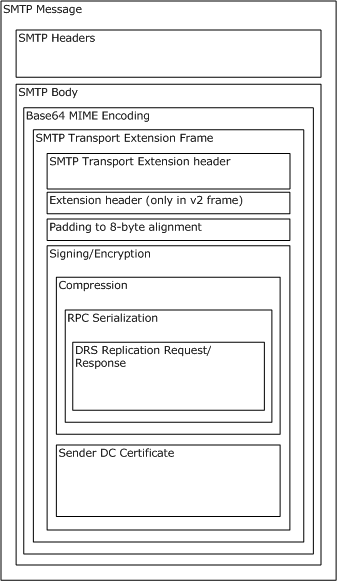 SMTP Message
SMTP Headers
SMTP Body
Base64 MIME Encoding
SMTP Transport Extension Frame
SMTP Transport Extension header
Extension header (only in v2 frame)
Padding to 8-byte alignment
Signing/Encryption
Compression
RPC Serialization
DRS Replication Request/
Response
Sender DC Certificate